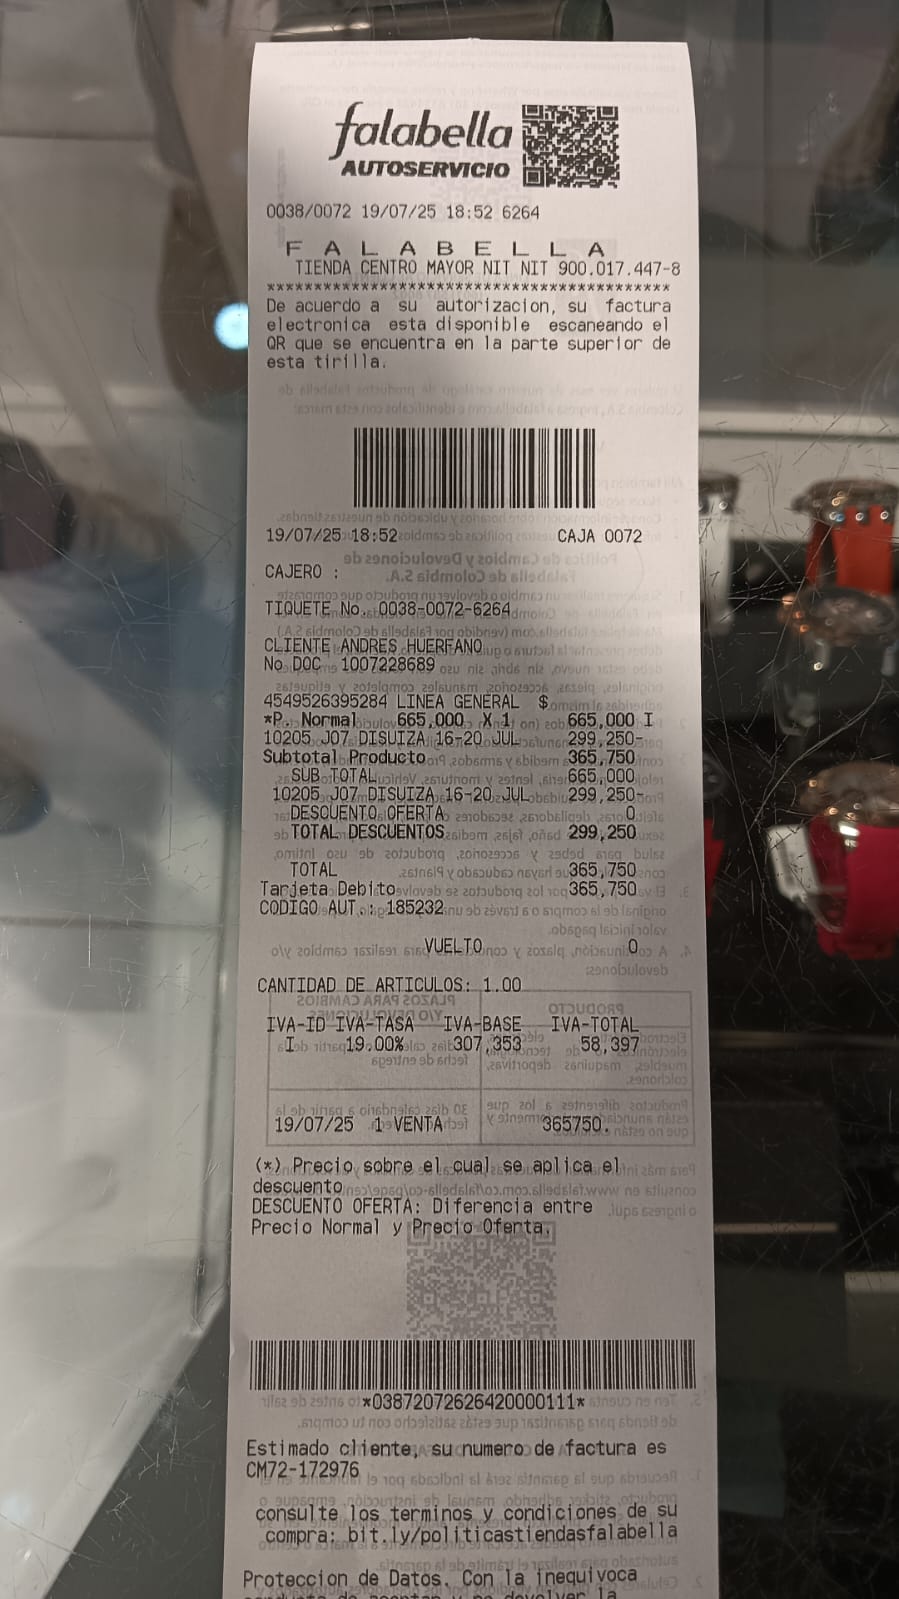 falabella
AUTOSERVICIO
0038/0072 19/07/25 18:52 6264
F A L A B E L L A
TIENDA CENTRO MAYOR NIT NIT 900.017.447-8
*******************************************
De acuerdo a su autorizacion, su factura
electronica esta disponible escaneando el
QR que se encuentra en la parte superior de
esta tirilla.
19/07/25 18:52 CAJA 0072
CAJERO :
TIQUETE No. 0038-0072-6264
CLIENTE ANDRES HUERFANO
No DOC 1007228689
4549526395284 LINEA GENERAL $
*P. Normal 665,000 X 1 665,000 I
10205 J07 DISUIZA 16-20 JUL 299,250-
Subtotal Producto 365,750
SUB TOTAL 665,000
10205 J07 DISUIZA 16-20 JUL 299,250-
DESCUENTO OFERTA 0
TOTAL DESCUENTOS 299,250
TOTAL 365,750
Tarjeta Debito 365,750
CODIGO AUT.: 185232
VUELTO 0
CANTIDAD DE ARTICULOS: 1.00
IVA-ID IVA-TASA IVA-BASE IVA-TOTAL
I 19.00% 307,353 58,397
19/07/25 1 VENTA 365750.
(*) Precio sobre el cual se aplica el
descuento
DESCUENTO OFERTA: Diferencia entre
Precio Normal y Precio Oferta.
*03872072626420000111*
Estimado cliente, su numero de factura es
CM72-172976
consulte los terminos y condiciones de su
compra: bit.ly/politicastiendasfalabella
Proteccion de Datos. Con la inequivoca